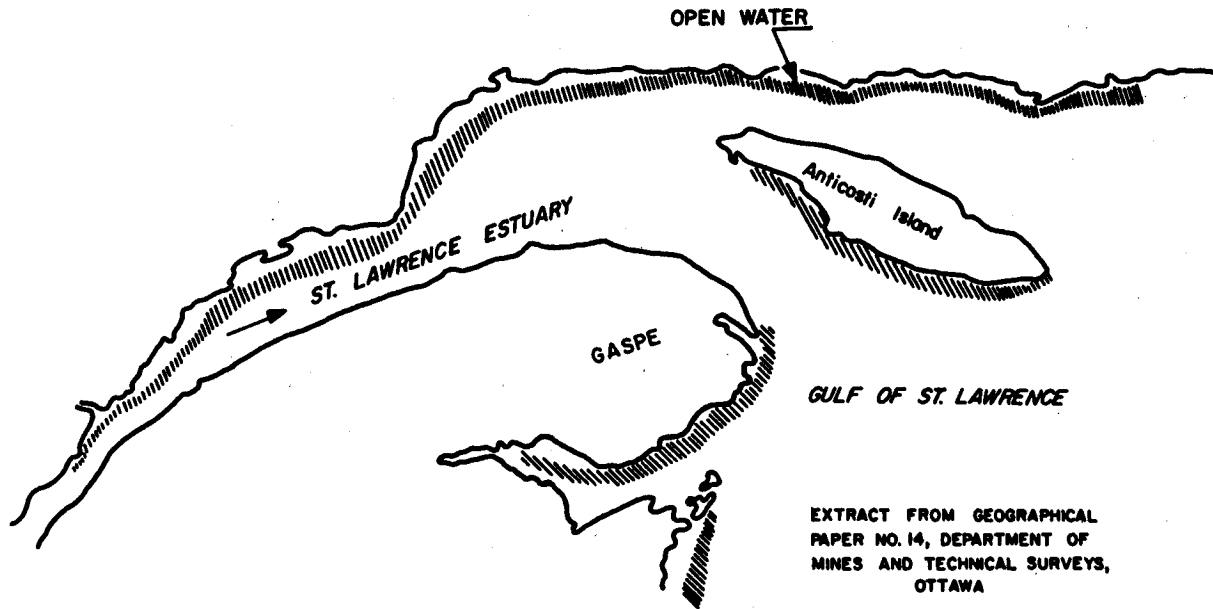 OPEN WATER
Anticosti Island
ST. LAWRENCE ESTUARY
GASPE
GULF OF ST. LAWRENCE
EXTRACT FROM GEOGRAPHICAL
PAPER NO. 14, DEPARTMENT OF
MINES AND TECHNICAL SURVEYS,
OTTAWA